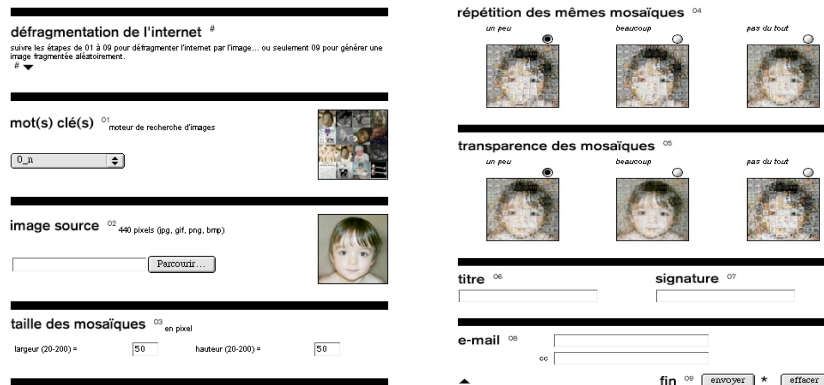 défragmentation de l'internet #
suivre les étapes de 01 à 09 pour défragmenter l'internet par l'image... ou seulement 09 pour générer une
image fragmentée aléatoirement.
#
mot(s) clé(s) 01 moteur de recherche d'images
0_n
image source 02 440 pixels (jpg, gif, png, bmp)
Parcourir...
taille des mosaïques 03 en pixel
largeur (20-200) = 50 hauteur (20-200) = 50
répétition des mêmes mosaïques 04
un peu beaucoup pas du tout
transparence des mosaïques 05
un peu beaucoup pas du tout
titre 06 signature 07
e-mail 08
cc
fin 09 envoyer * effacer